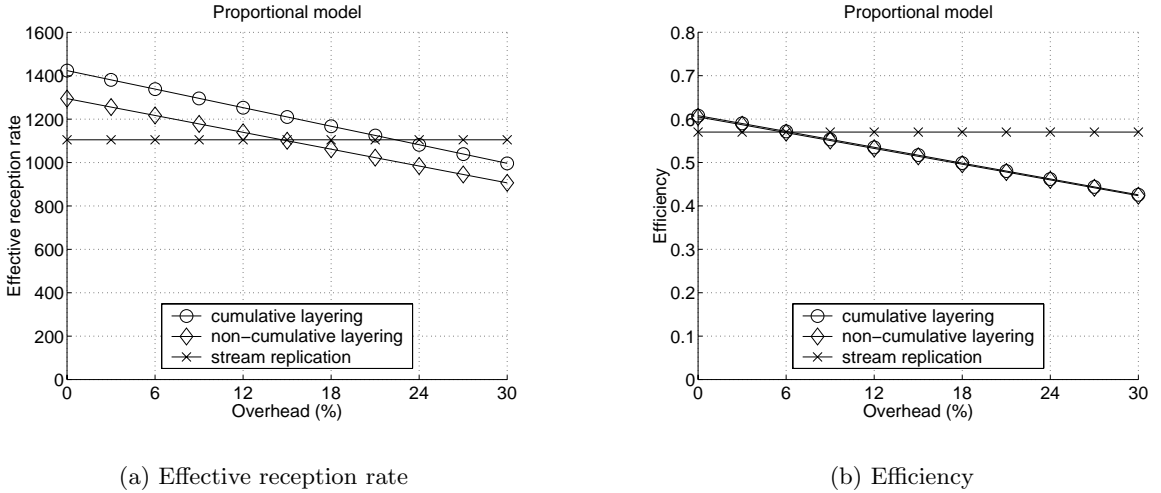 Proportional model
1600
1400
1200
1000
800
600
400
200
0
0 6 12 18 24 30
Effective reception rate
Overhead (%)
cumulative layering
non−cumulative layering
stream replication
(a) Effective reception rate
Proportional model
0.8
0.7
0.6
0.5
0.4
0.3
0.2
0.1
0
0 6 12 18 24 30
Efficiency
Overhead (%)
cumulative layering
non−cumulative layering
stream replication
(b) Efficiency